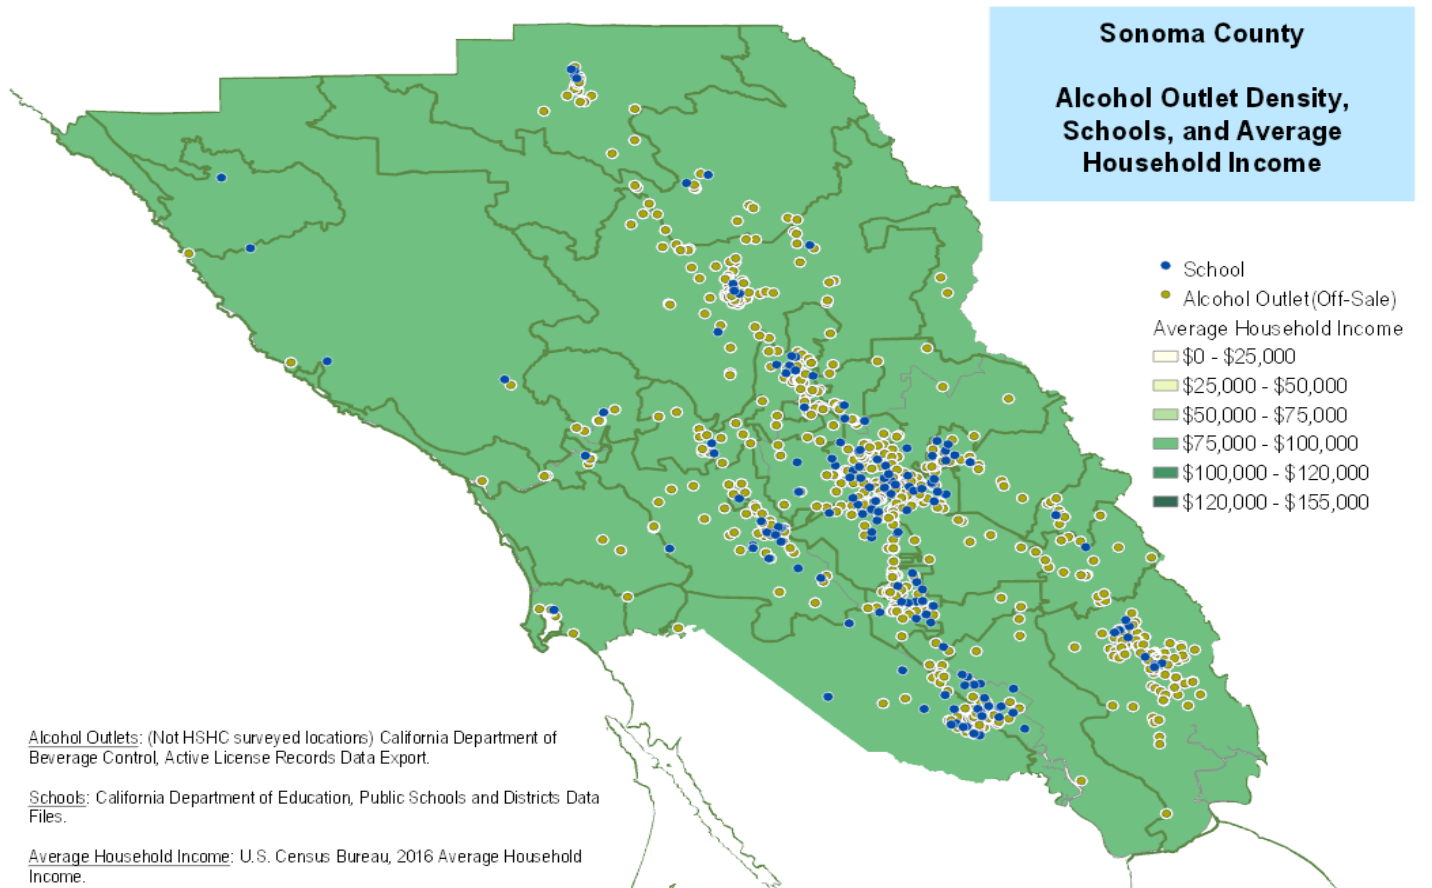 Sonoma County
Alcohol Outlet Density,
Schools, and Average
Household Income
School
Alcohol Outlet(Off-Sale)
Average Household Income
$0 - $25,000
$25,000 - $50,000
$50,000 - $75,000
$75,000 - $100,000
$100,000 - $120,000
$120,000 - $155,000
Alcohol Outlets: (Not HSHC surveyed locations) California Department of
Beverage Control, Active License Records Data Export.
Schools: California Department of Education, Public Schools and Districts Data
Files.
Average Household Income: U.S. Census Bureau, 2016 Average Household
Income.